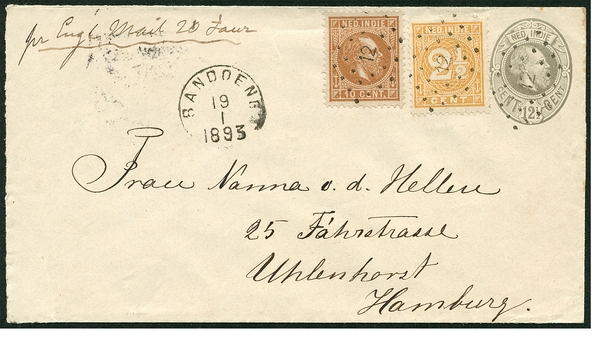 per Engl. Mail 20 Jan
NED. INDIE
10 CENT
12
NED. INDIE
2½
CENT
NED. INDIE
CENT 12½ CENT
BANDOENG
19
1
1893
Frau Nanna v. d. Hellen
25 Fährstrasse
Uhlenhorst
Hamburg.